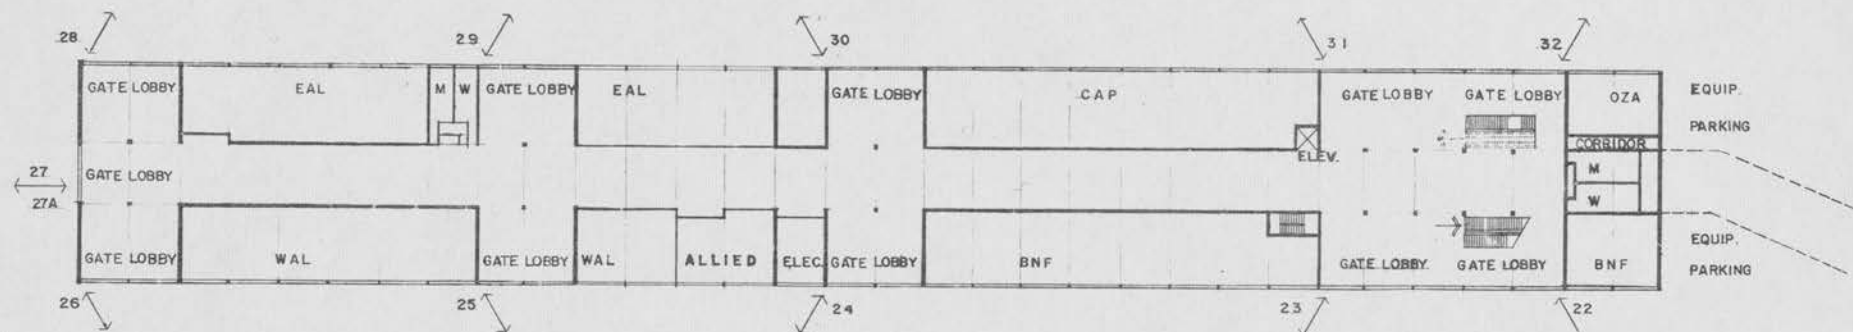 28
29
30
31
32
GATE LOBBY
EAL
M
W
GATE LOBBY
EAL
GATE LOBBY
CAP
GATE LOBBY
GATE LOBBY
OZA
EQUIP.
PARKING
ELEV.
CORRIDOR
27
27A
GATE LOBBY
M
W
GATE LOBBY
WAL
GATE LOBBY
WAL
ALLIED
ELEC.
GATE LOBBY
BNF
GATE LOBBY.
GATE LOBBY
BNF
EQUIP.
PARKING
26
25
24
23
22